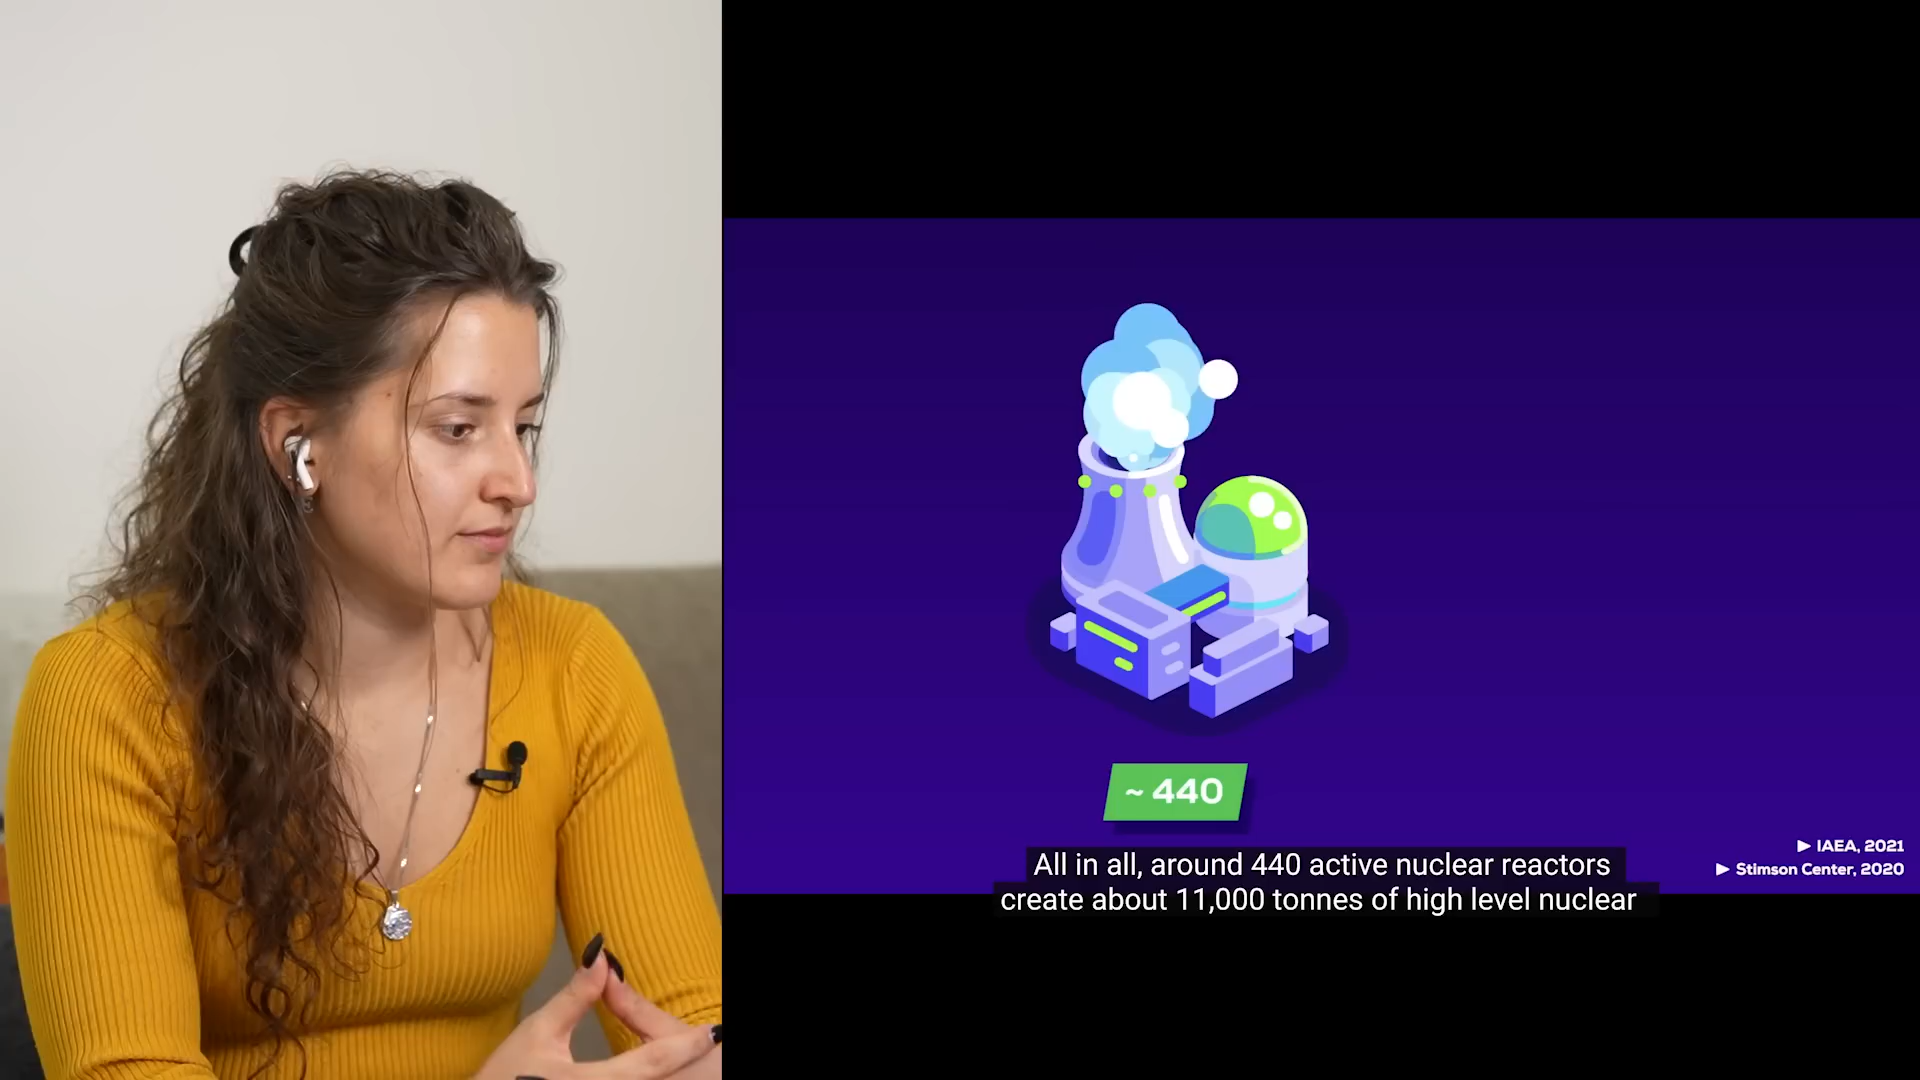 ~ 440
▶ IAEA, 2021
▶ Stimson Center, 2020
All in all, around 440 active nuclear reactors
create about 11,000 tonnes of high level nuclear